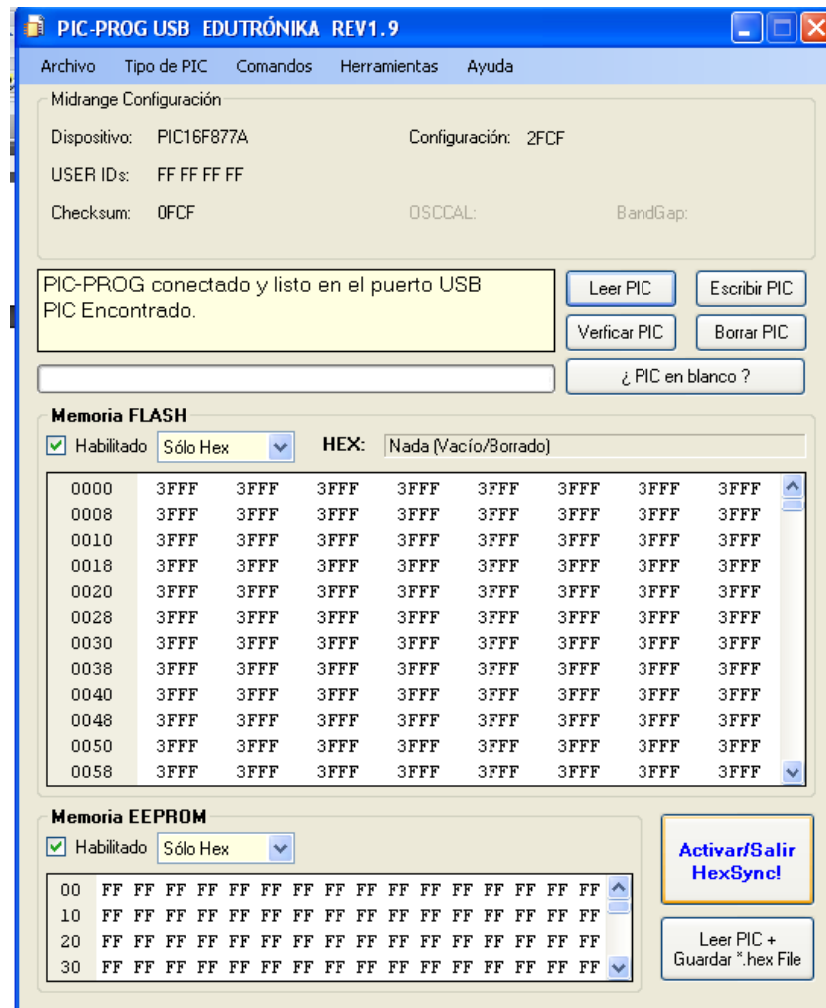 PIC-PROG USB EDUTRÓNIKA REV1.9
Archivo Tipo de PIC Comandos Herramientas Ayuda
Midrange Configuración
Dispositivo: PIC16F877A Configuración: 2FCF
USER IDs: FF FF FF FF
Checksum: 0FCF OSCCAL: BandGap:
PIC-PROG conectado y listo en el puerto USB
PIC Encontrado.
Leer PIC Escribir PIC
Verficar PIC Borrar PIC
¿ PIC en blanco ?
Memoria FLASH
Habilitado Sólo Hex HEX: Nada (Vacío/Borrado)
0000 3FFF 3FFF 3FFF 3FFF 3FFF 3FFF 3FFF 3FFF
0008 3FFF 3FFF 3FFF 3FFF 3FFF 3FFF 3FFF 3FFF
0010 3FFF 3FFF 3FFF 3FFF 3FFF 3FFF 3FFF 3FFF
0018 3FFF 3FFF 3FFF 3FFF 3FFF 3FFF 3FFF 3FFF
0020 3FFF 3FFF 3FFF 3FFF 3FFF 3FFF 3FFF 3FFF
0028 3FFF 3FFF 3FFF 3FFF 3FFF 3FFF 3FFF 3FFF
0030 3FFF 3FFF 3FFF 3FFF 3FFF 3FFF 3FFF 3FFF
0038 3FFF 3FFF 3FFF 3FFF 3FFF 3FFF 3FFF 3FFF
0040 3FFF 3FFF 3FFF 3FFF 3FFF 3FFF 3FFF 3FFF
0048 3FFF 3FFF 3FFF 3FFF 3FFF 3FFF 3FFF 3FFF
0050 3FFF 3FFF 3FFF 3FFF 3FFF 3FFF 3FFF 3FFF
0058 3FFF 3FFF 3FFF 3FFF 3FFF 3FFF 3FFF 3FFF
Memoria EEPROM
Habilitado Sólo Hex
00 FF FF FF FF FF FF FF FF FF FF FF FF FF FF FF FF
10 FF FF FF FF FF FF FF FF FF FF FF FF FF FF FF FF
20 FF FF FF FF FF FF FF FF FF FF FF FF FF FF FF FF
30 FF FF FF FF FF FF FF FF FF FF FF FF FF FF FF FF
Activar/Salir
HexSync!
Leer PIC +
Guardar *.hex File